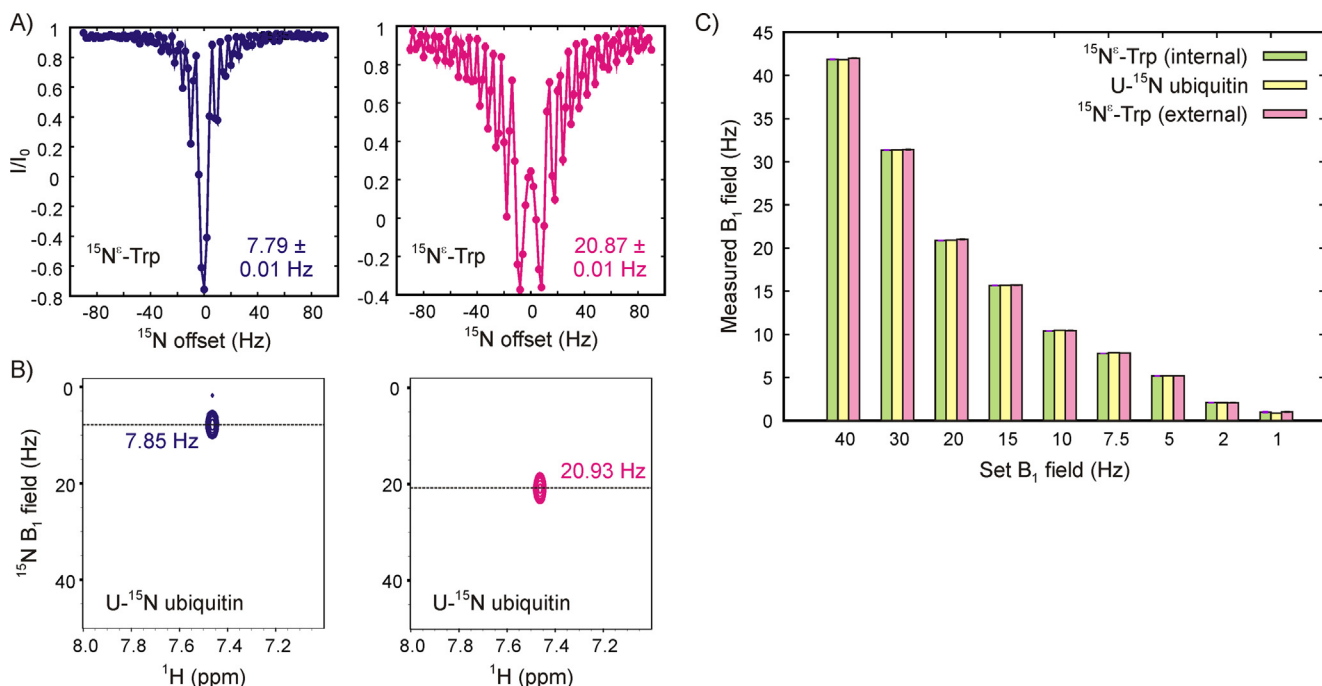 A)
I/I₀
1
0.8
0.6
0.4
0.2
0
-0.2
-0.4
-0.6
-0.8
¹⁵Nᵋ-Trp
7.79 ±
0.01 Hz
-80 -40 0 40 80
¹⁵N offset (Hz)
1
0.8
0.6
0.4
0.2
0
-0.2
-0.4
¹⁵Nᵋ-Trp
20.87 ±
0.01 Hz
-80 -40 0 40 80
¹⁵N offset (Hz)
B)
¹⁵N B₁ field (Hz)
0
20
40
7.85 Hz
U-¹⁵N ubiquitin
8.0 7.8 7.6 7.4 7.2
¹H (ppm)
0
20
40
20.93 Hz
U-¹⁵N ubiquitin
8.0 7.8 7.6 7.4 7.2
¹H (ppm)
C)
Measured B₁ field (Hz)
45
40
35
30
25
20
15
10
5
0
¹⁵Nᵋ-Trp (internal)
U-¹⁵N ubiquitin
¹⁵Nᵋ-Trp (external)
40 30 20 15 10 7.5 5 2 1
Set B₁ field (Hz)